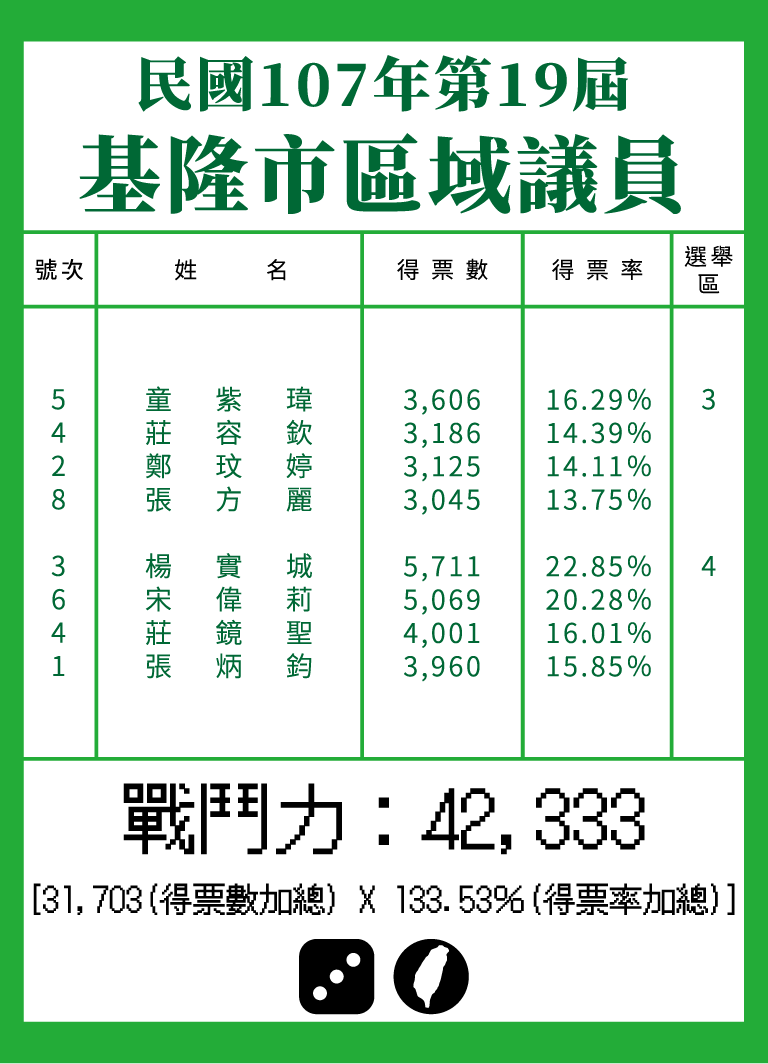 民國107年第19屆
基隆市區域議員
號次 姓名 得票數 得票率 選舉區
5 童紫瑋 3,606 16.29% 3
4 莊容欽 3,186 14.39%
2 鄭玟婷 3,125 14.11%
8 張方麗 3,045 13.75%
3 楊實城 5,711 22.85% 4
6 宋偉莉 5,069 20.28%
4 莊鏡聖 4,001 16.01%
1 張炳鈞 3,960 15.85%
戰鬥力：42,333
[31,703(得票數加總) X 133.53%(得票率加總)]